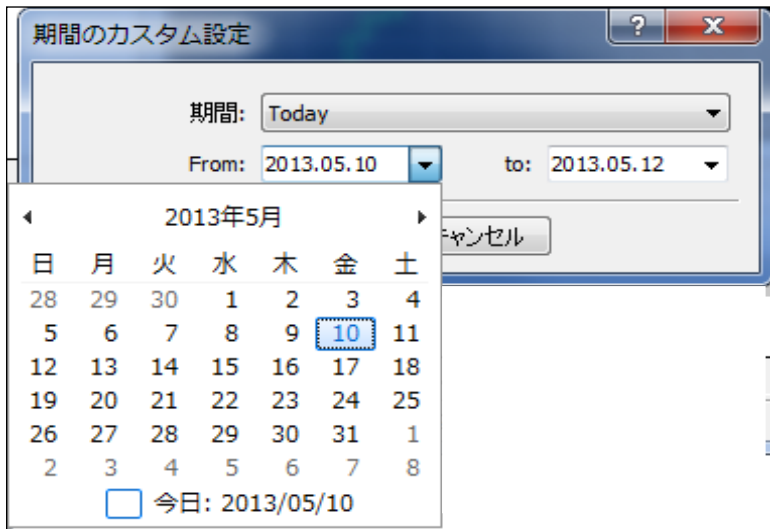 期間のカスタム設定
?
期間: Today
From: 2013.05.10 to: 2013.05.12
キャンセル
2013年5月
日 月 火 水 木 金 土
28 29 30 1 2 3 4
5 6 7 8 9 10 11
12 13 14 15 16 17 18
19 20 21 22 23 24 25
26 27 28 29 30 31 1
2 3 4 5 6 7 8
今日: 2013/05/10